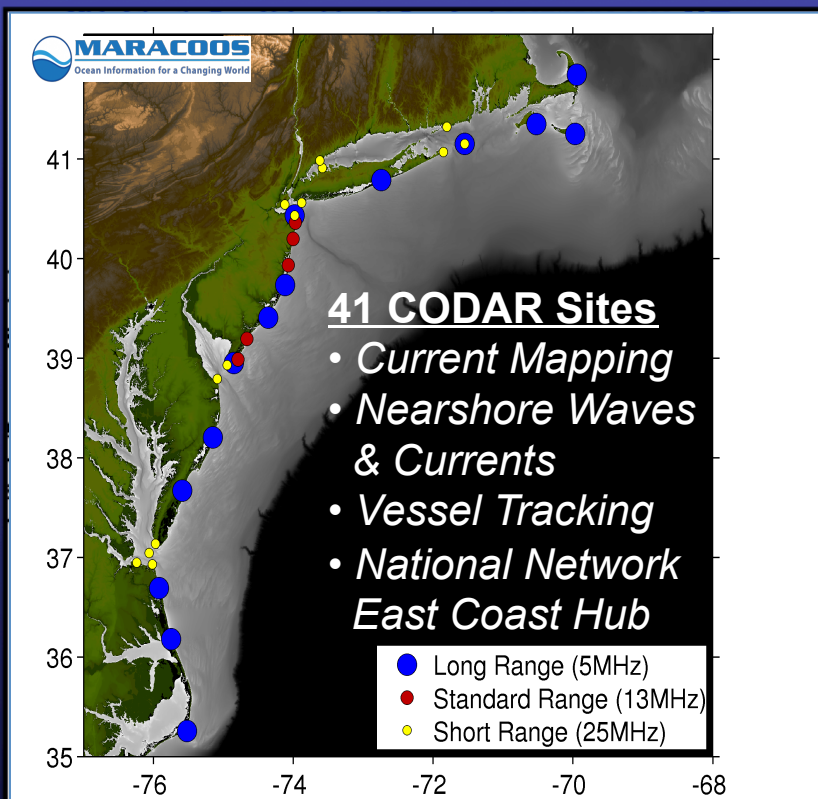 MARACOOS
Ocean Information for a Changing World
41
40
39
38
37
36
35
-76
-74
-72
-70
-68
41 CODAR Sites
• Current Mapping
• Nearshore Waves
& Currents
• Vessel Tracking
• National Network
East Coast Hub
Long Range (5MHz)
Standard Range (13MHz)
Short Range (25MHz)